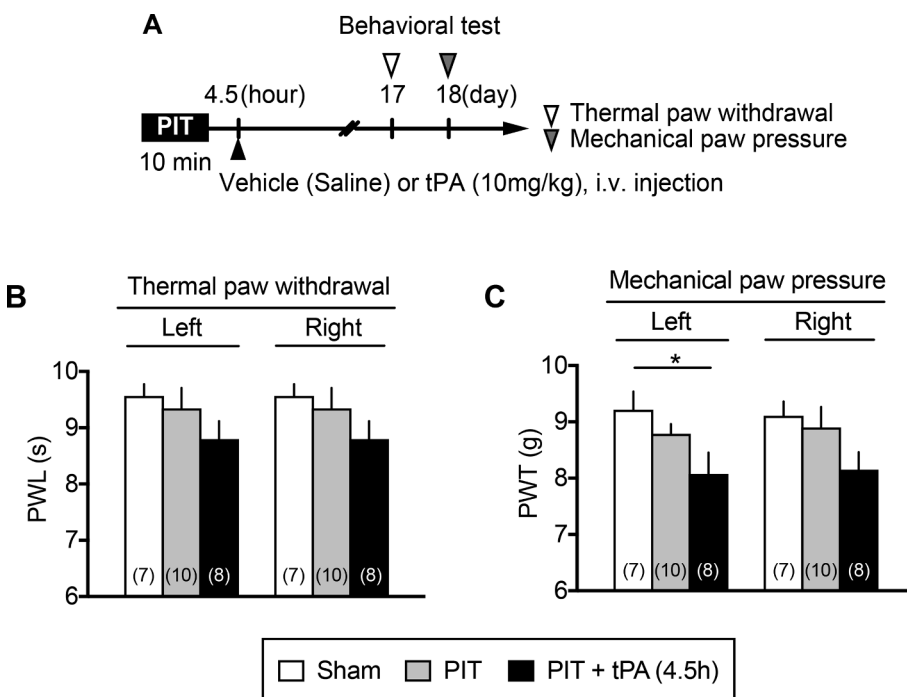 A
Behavioral test
4.5(hour) 17 18(day)
PIT
Thermal paw withdrawal
Mechanical paw pressure
10 min
Vehicle (Saline) or tPA (10mg/kg), i.v. injection
B
Thermal paw withdrawal
Left Right
PWL (s)
10
9
8
7
6
(7) (10) (8) (7) (10) (8)
C
Mechanical paw pressure
Left Right
*
PWT (g)
10
9
8
7
6
(7) (10) (8) (7) (10) (8)
Sham PIT PIT + tPA (4.5h)